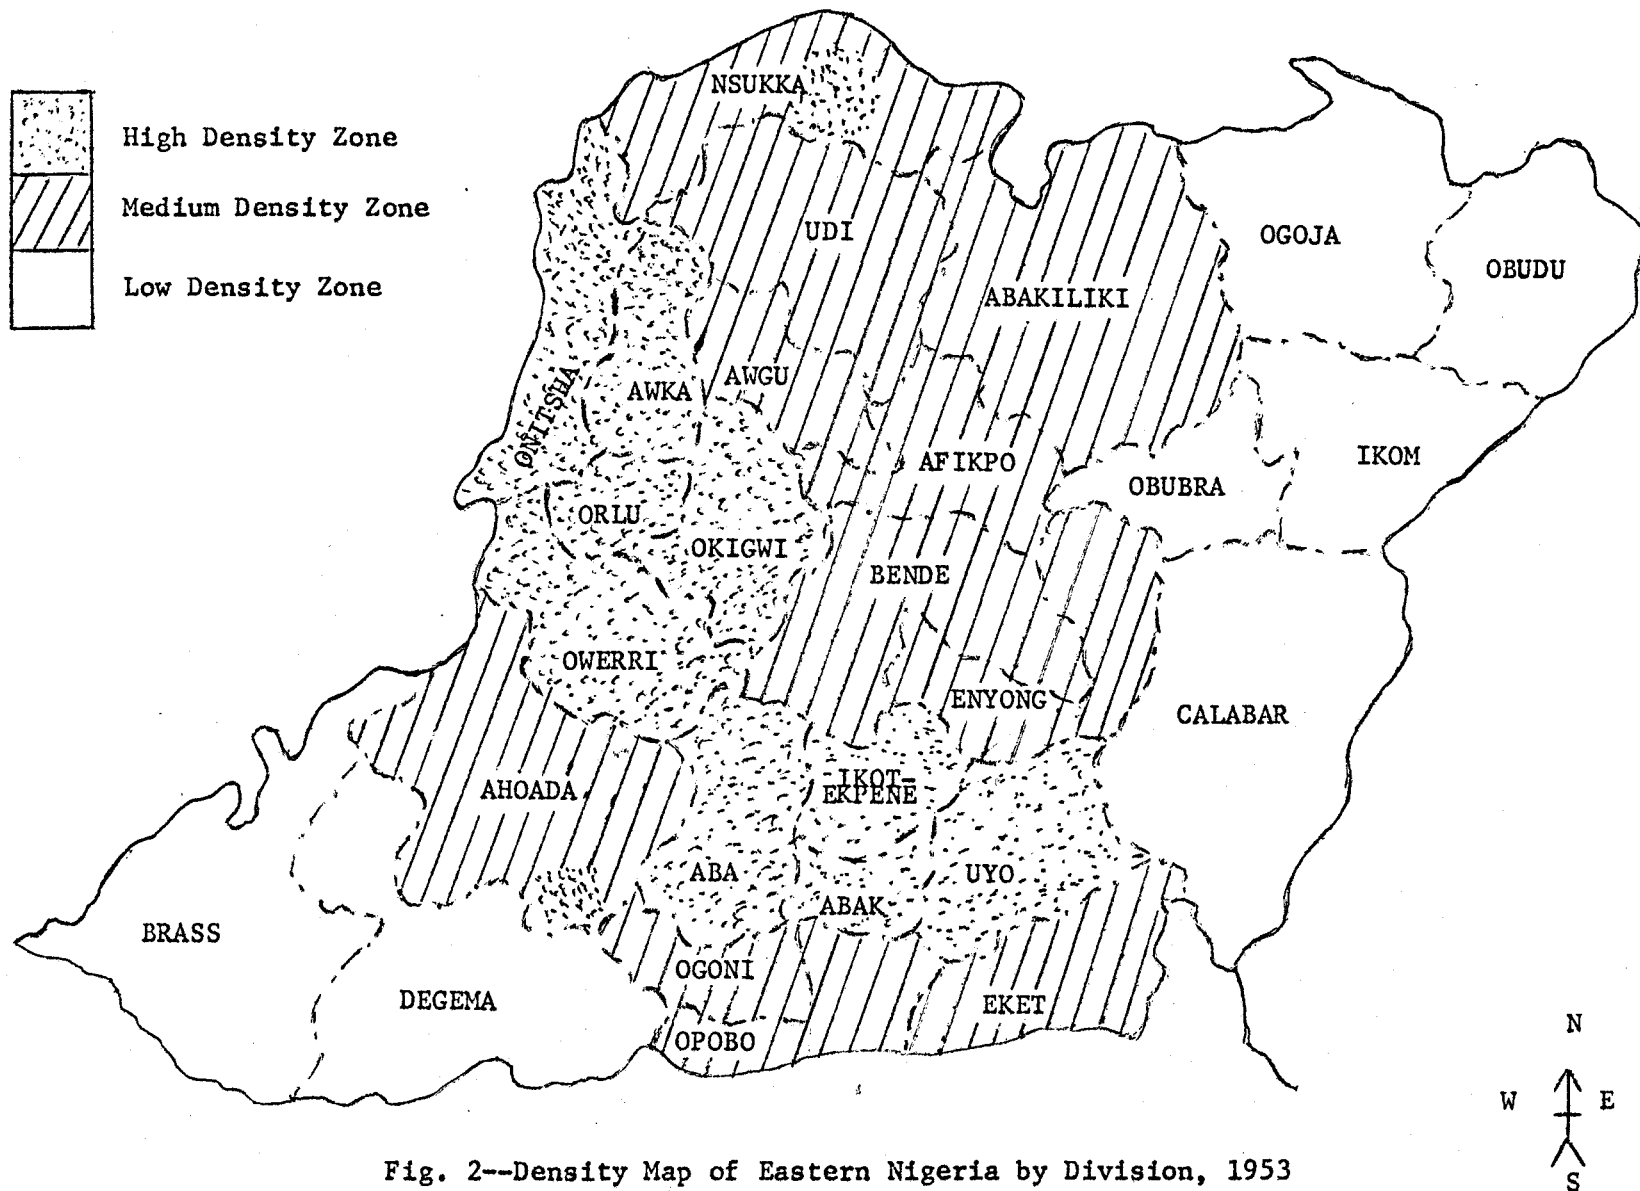 High Density Zone
Medium Density Zone
Low Density Zone
NSUKKA
UDI
OGOJA
OBUDU
ABAKILIKI
ONITSHA
AWKA
AWGU
AFIKPO
IKOM
OBUBRA
ORLU
OKIGWI
BENDE
OWERRI
ENYONG
CALABAR
AHOADA
IKOT-
EKPENE
ABA
UYO
ABAK
BRASS
OGONI
DEGEMA
EKET
OPOBO
N
W E
S
Fig. 2--Density Map of Eastern Nigeria by Division, 1953